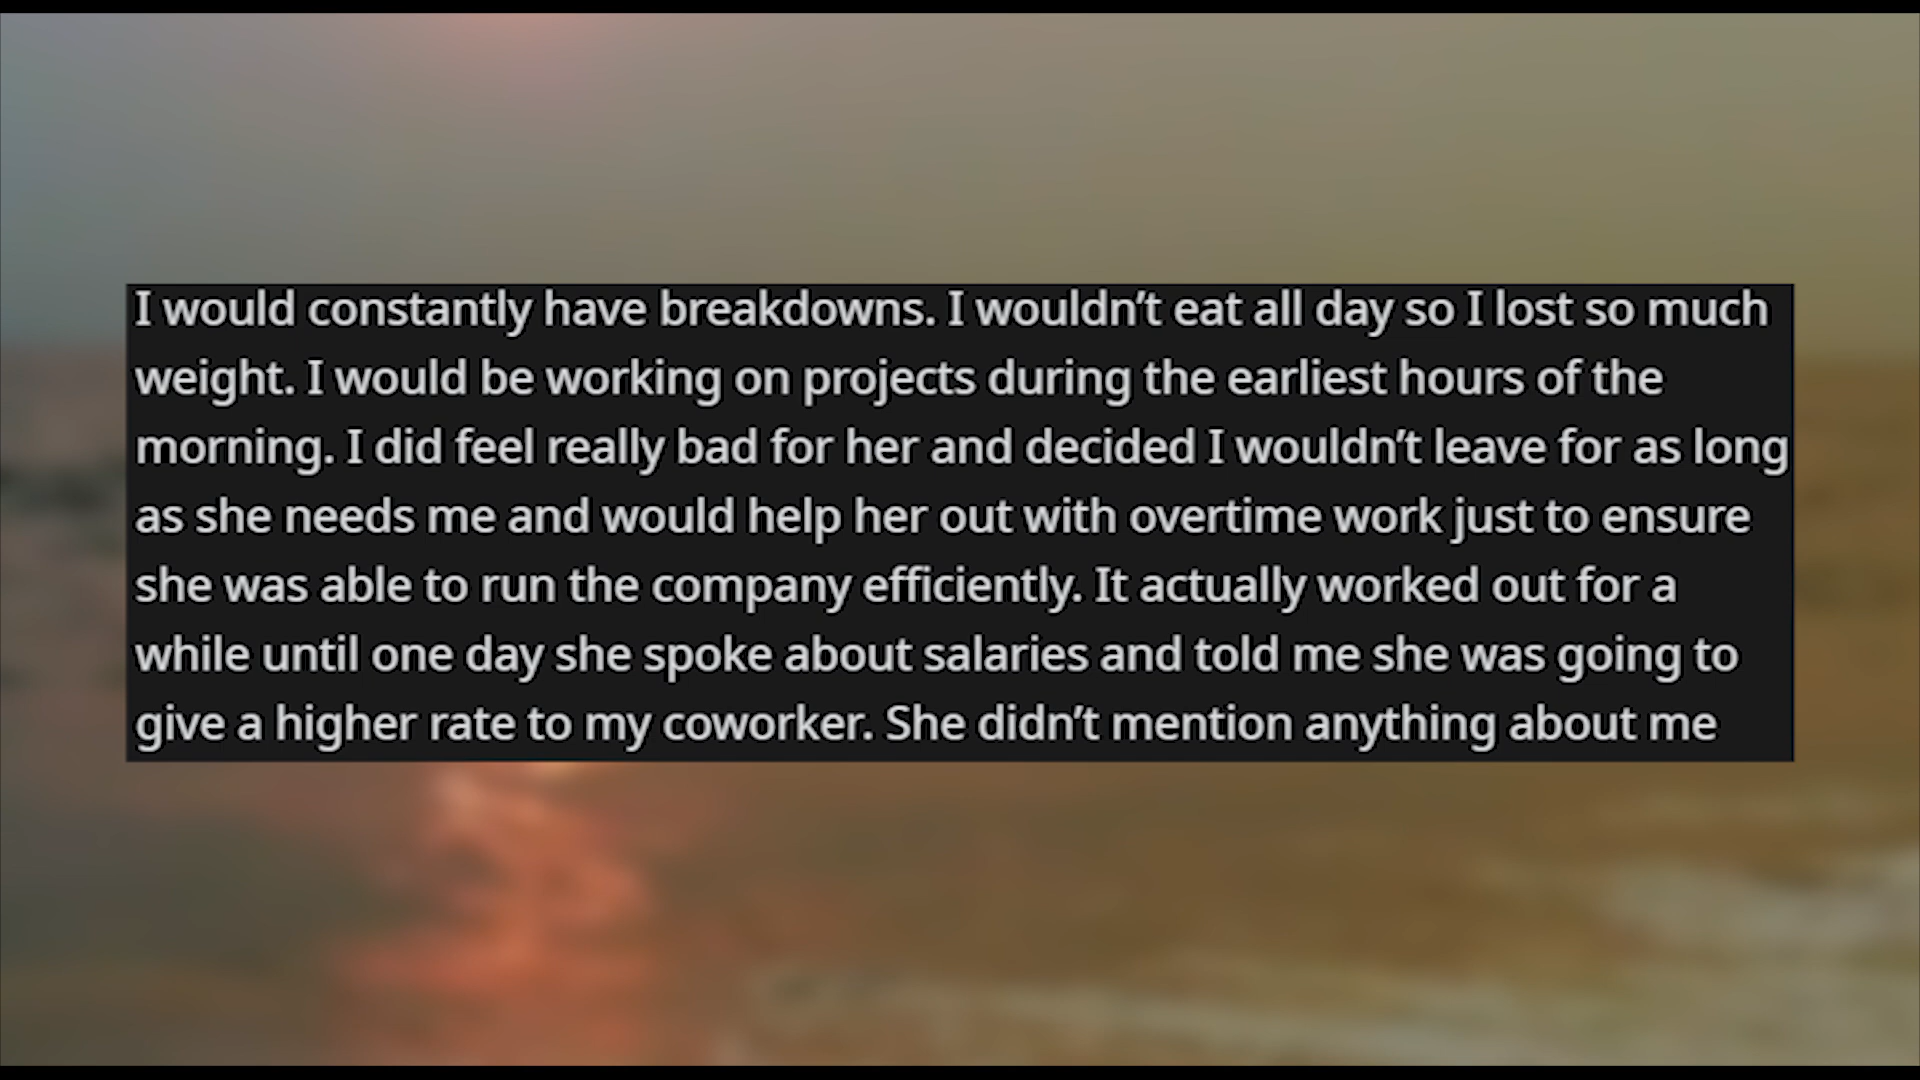 I would constantly have breakdowns. I wouldn’t eat all day so I lost so much
weight. I would be working on projects during the earliest hours of the
morning. I did feel really bad for her and decided I wouldn’t leave for as long
as she needs me and would help her out with overtime work just to ensure
she was able to run the company efficiently. It actually worked out for a
while until one day she spoke about salaries and told me she was going to
give a higher rate to my coworker. She didn’t mention anything about me